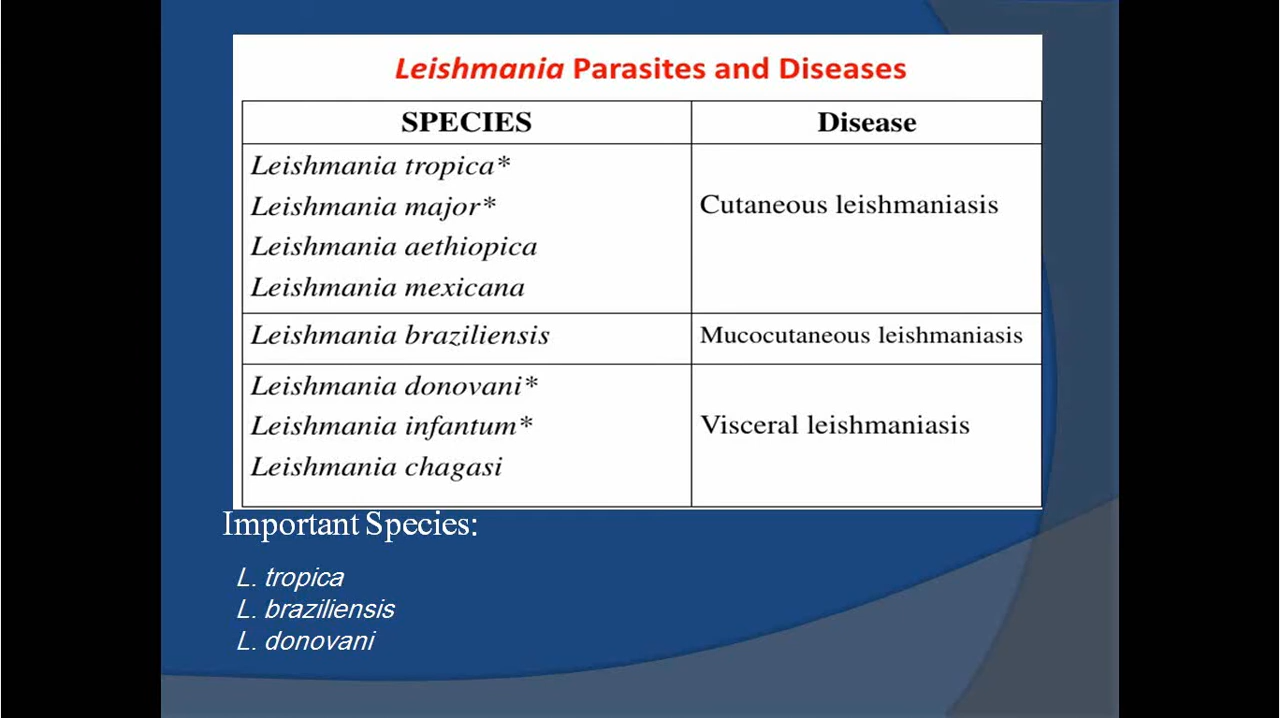 Leishmania Parasites and Diseases
SPECIES
Disease
Leishmania tropica*
Leishmania major*
Leishmania aethiopica
Leishmania mexicana
Cutaneous leishmaniasis
Leishmania braziliensis
Mucocutaneous leishmaniasis
Leishmania donovani*
Leishmania infantum*
Leishmania chagasi
Visceral leishmaniasis
Important Species:
L. tropica
L. braziliensis
L. donovani